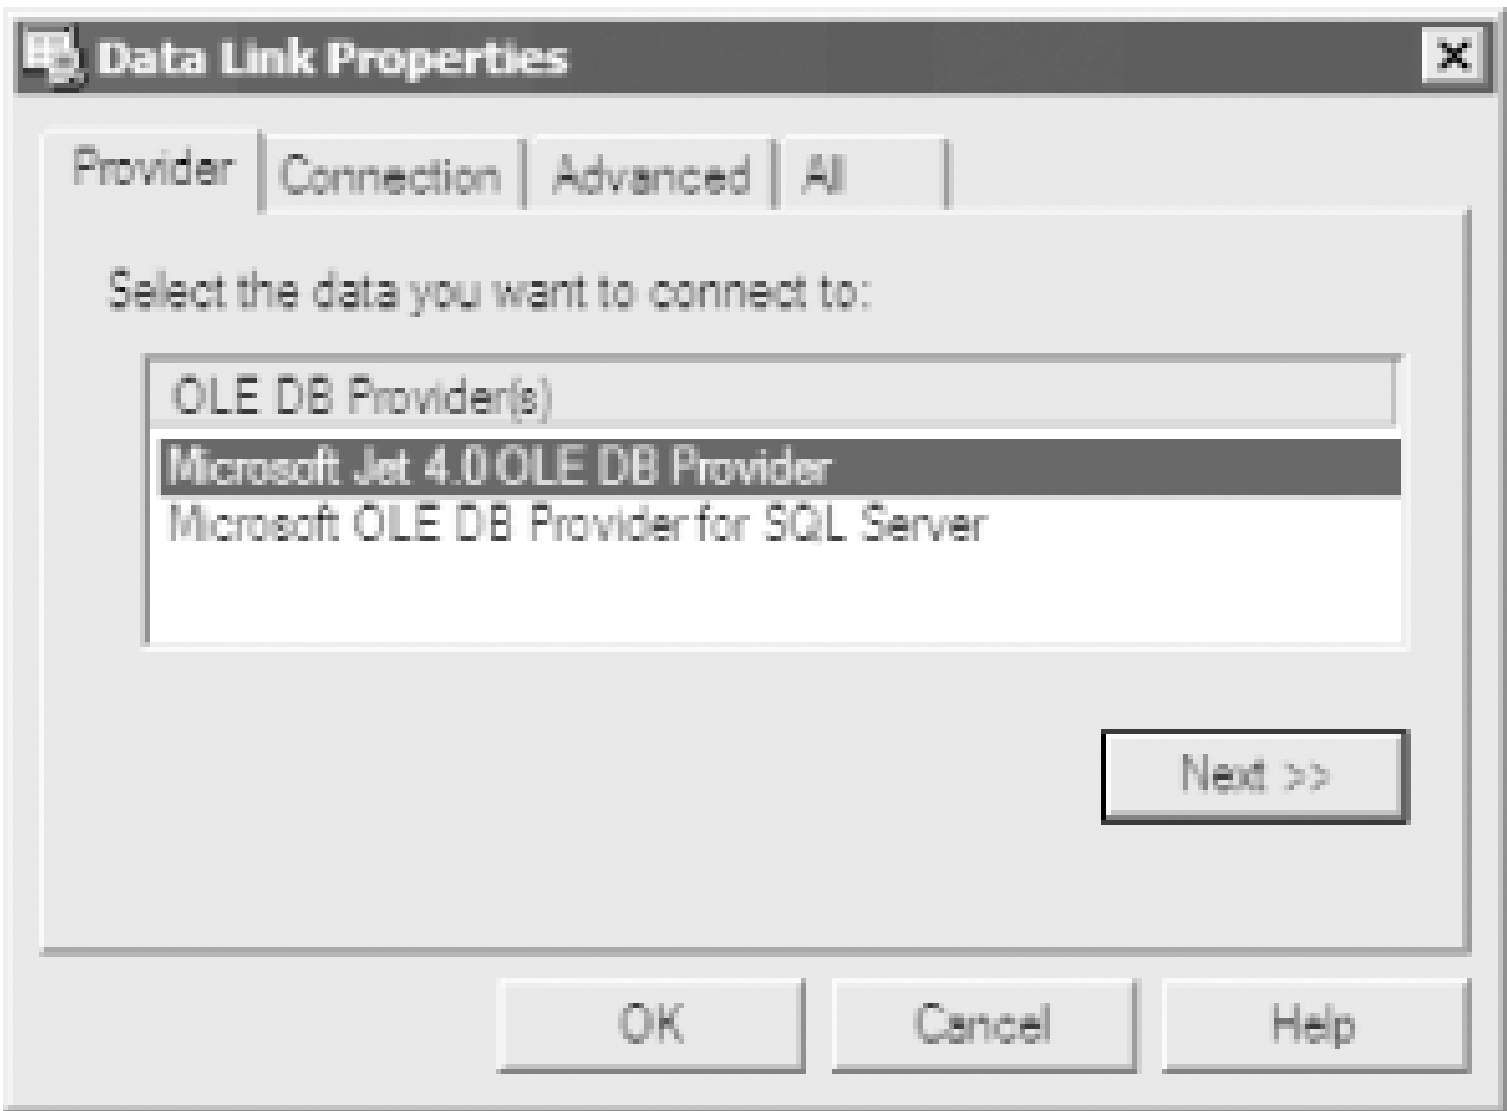 Data Link Properties
Provider Connection Advanced All
Select the data you want to connect to:
OLE DB Provider(s)
Microsoft Jet 4.0 OLE DB Provider
Microsoft OLE DB Provider for SQL Server
Next >>
OK Cancel Help